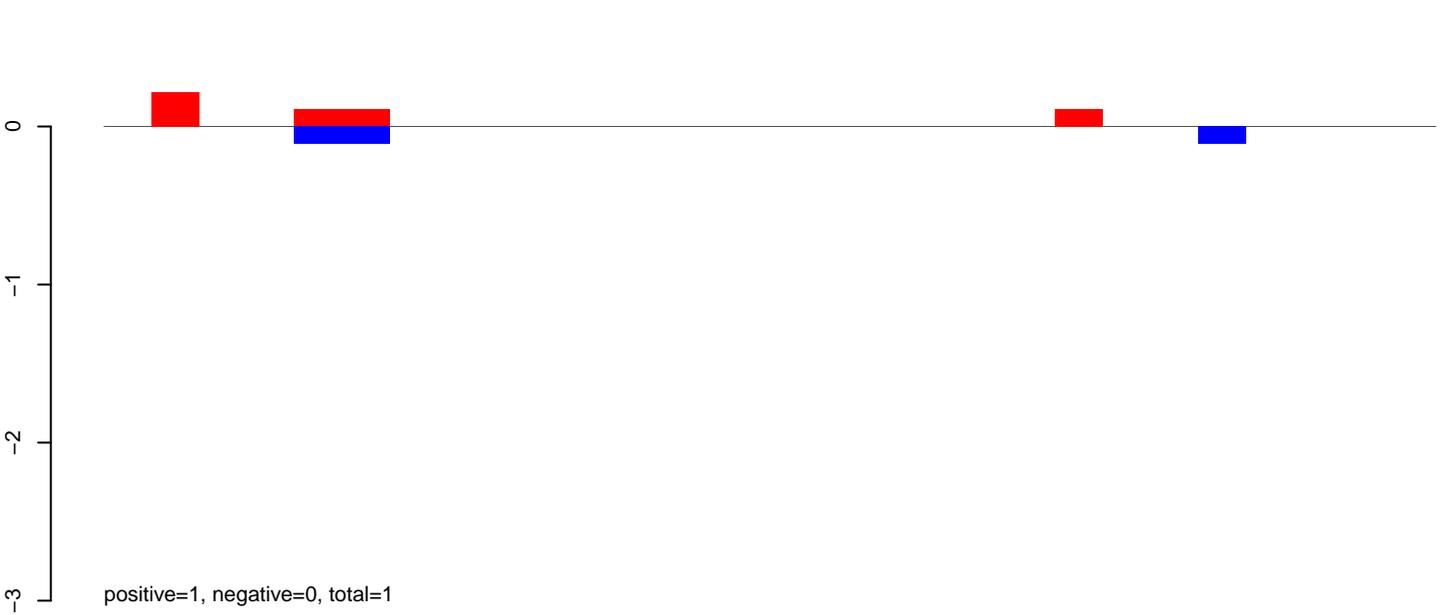 0
−1
−2
−3
positive=1, negative=0, total=1